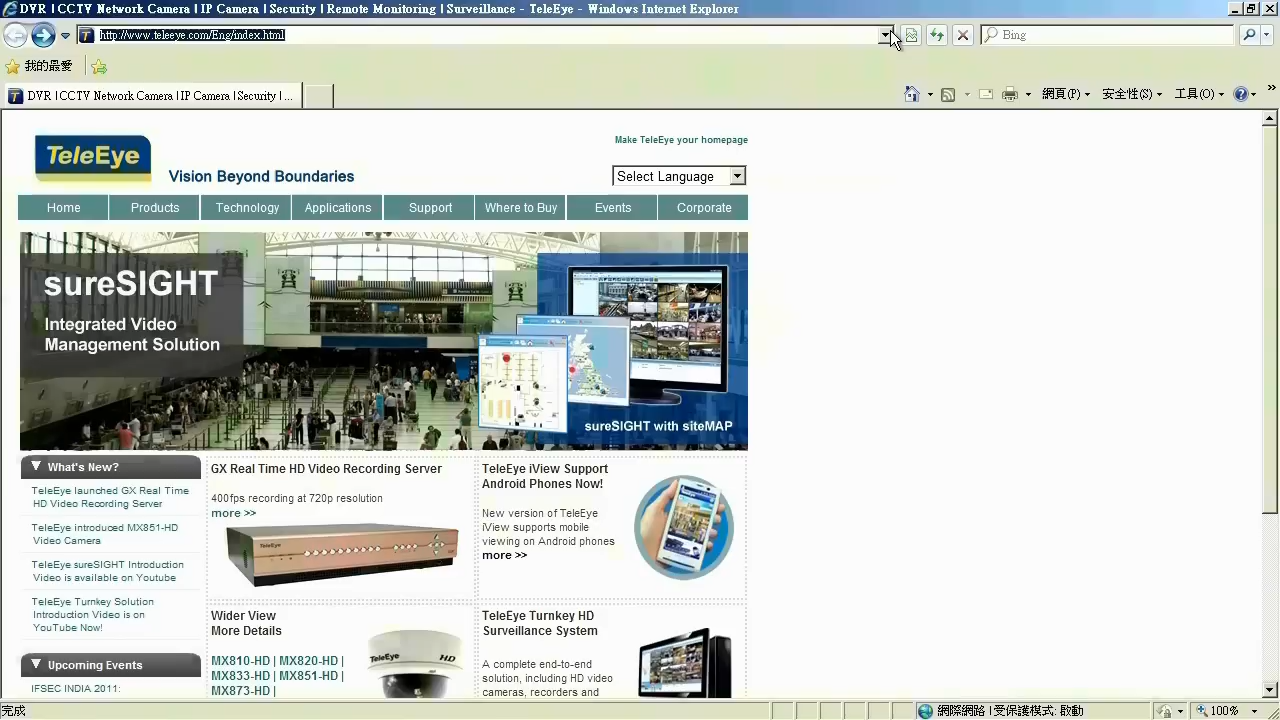 DVR | CCTV Network Camera | IP Camera | Security | Remote Monitoring | Surveillance - TeleEye - Windows Internet Explorer
http://www.teleeye.com/Eng/index.html
Bing
我的最愛
DVR | CCTV Network Camera | IP Camera | Security | ...
網頁(P)
安全性(S)
工具(O)
TeleEye
Vision Beyond Boundaries
Make TeleEye your homepage
Select Language
Home
Products
Technology
Applications
Support
Where to Buy
Events
Corporate
sureSIGHT
Integrated Video
Management Solution
sureSIGHT with siteMAP
What's New?
TeleEye launched GX Real Time
HD Video Recording Server
TeleEye introduced MX851-HD
Video Camera
TeleEye sureSIGHT Introduction
Video is available on Youtube
TeleEye Turnkey Solution
Introduction Video is on
YouTube Now!
Upcoming Events
IFSEC INDIA 2011
GX Real Time HD Video Recording Server
400fps recording at 720p resolution
more >>
TeleEye
TeleEye iView Support
Android Phones Now!
New version of TeleEye
iView supports mobile
viewing on Android phones
more >>
Wider View
More Details
MX810-HD | MX820-HD |
MX833-HD | MX851-HD |
MX873-HD |
TeleEye HD
TeleEye Turnkey HD
Surveillance System
A complete end-to-end
solution, including HD video
cameras, recorders and
完成
網際網路 | 受保護模式: 啟動
100%